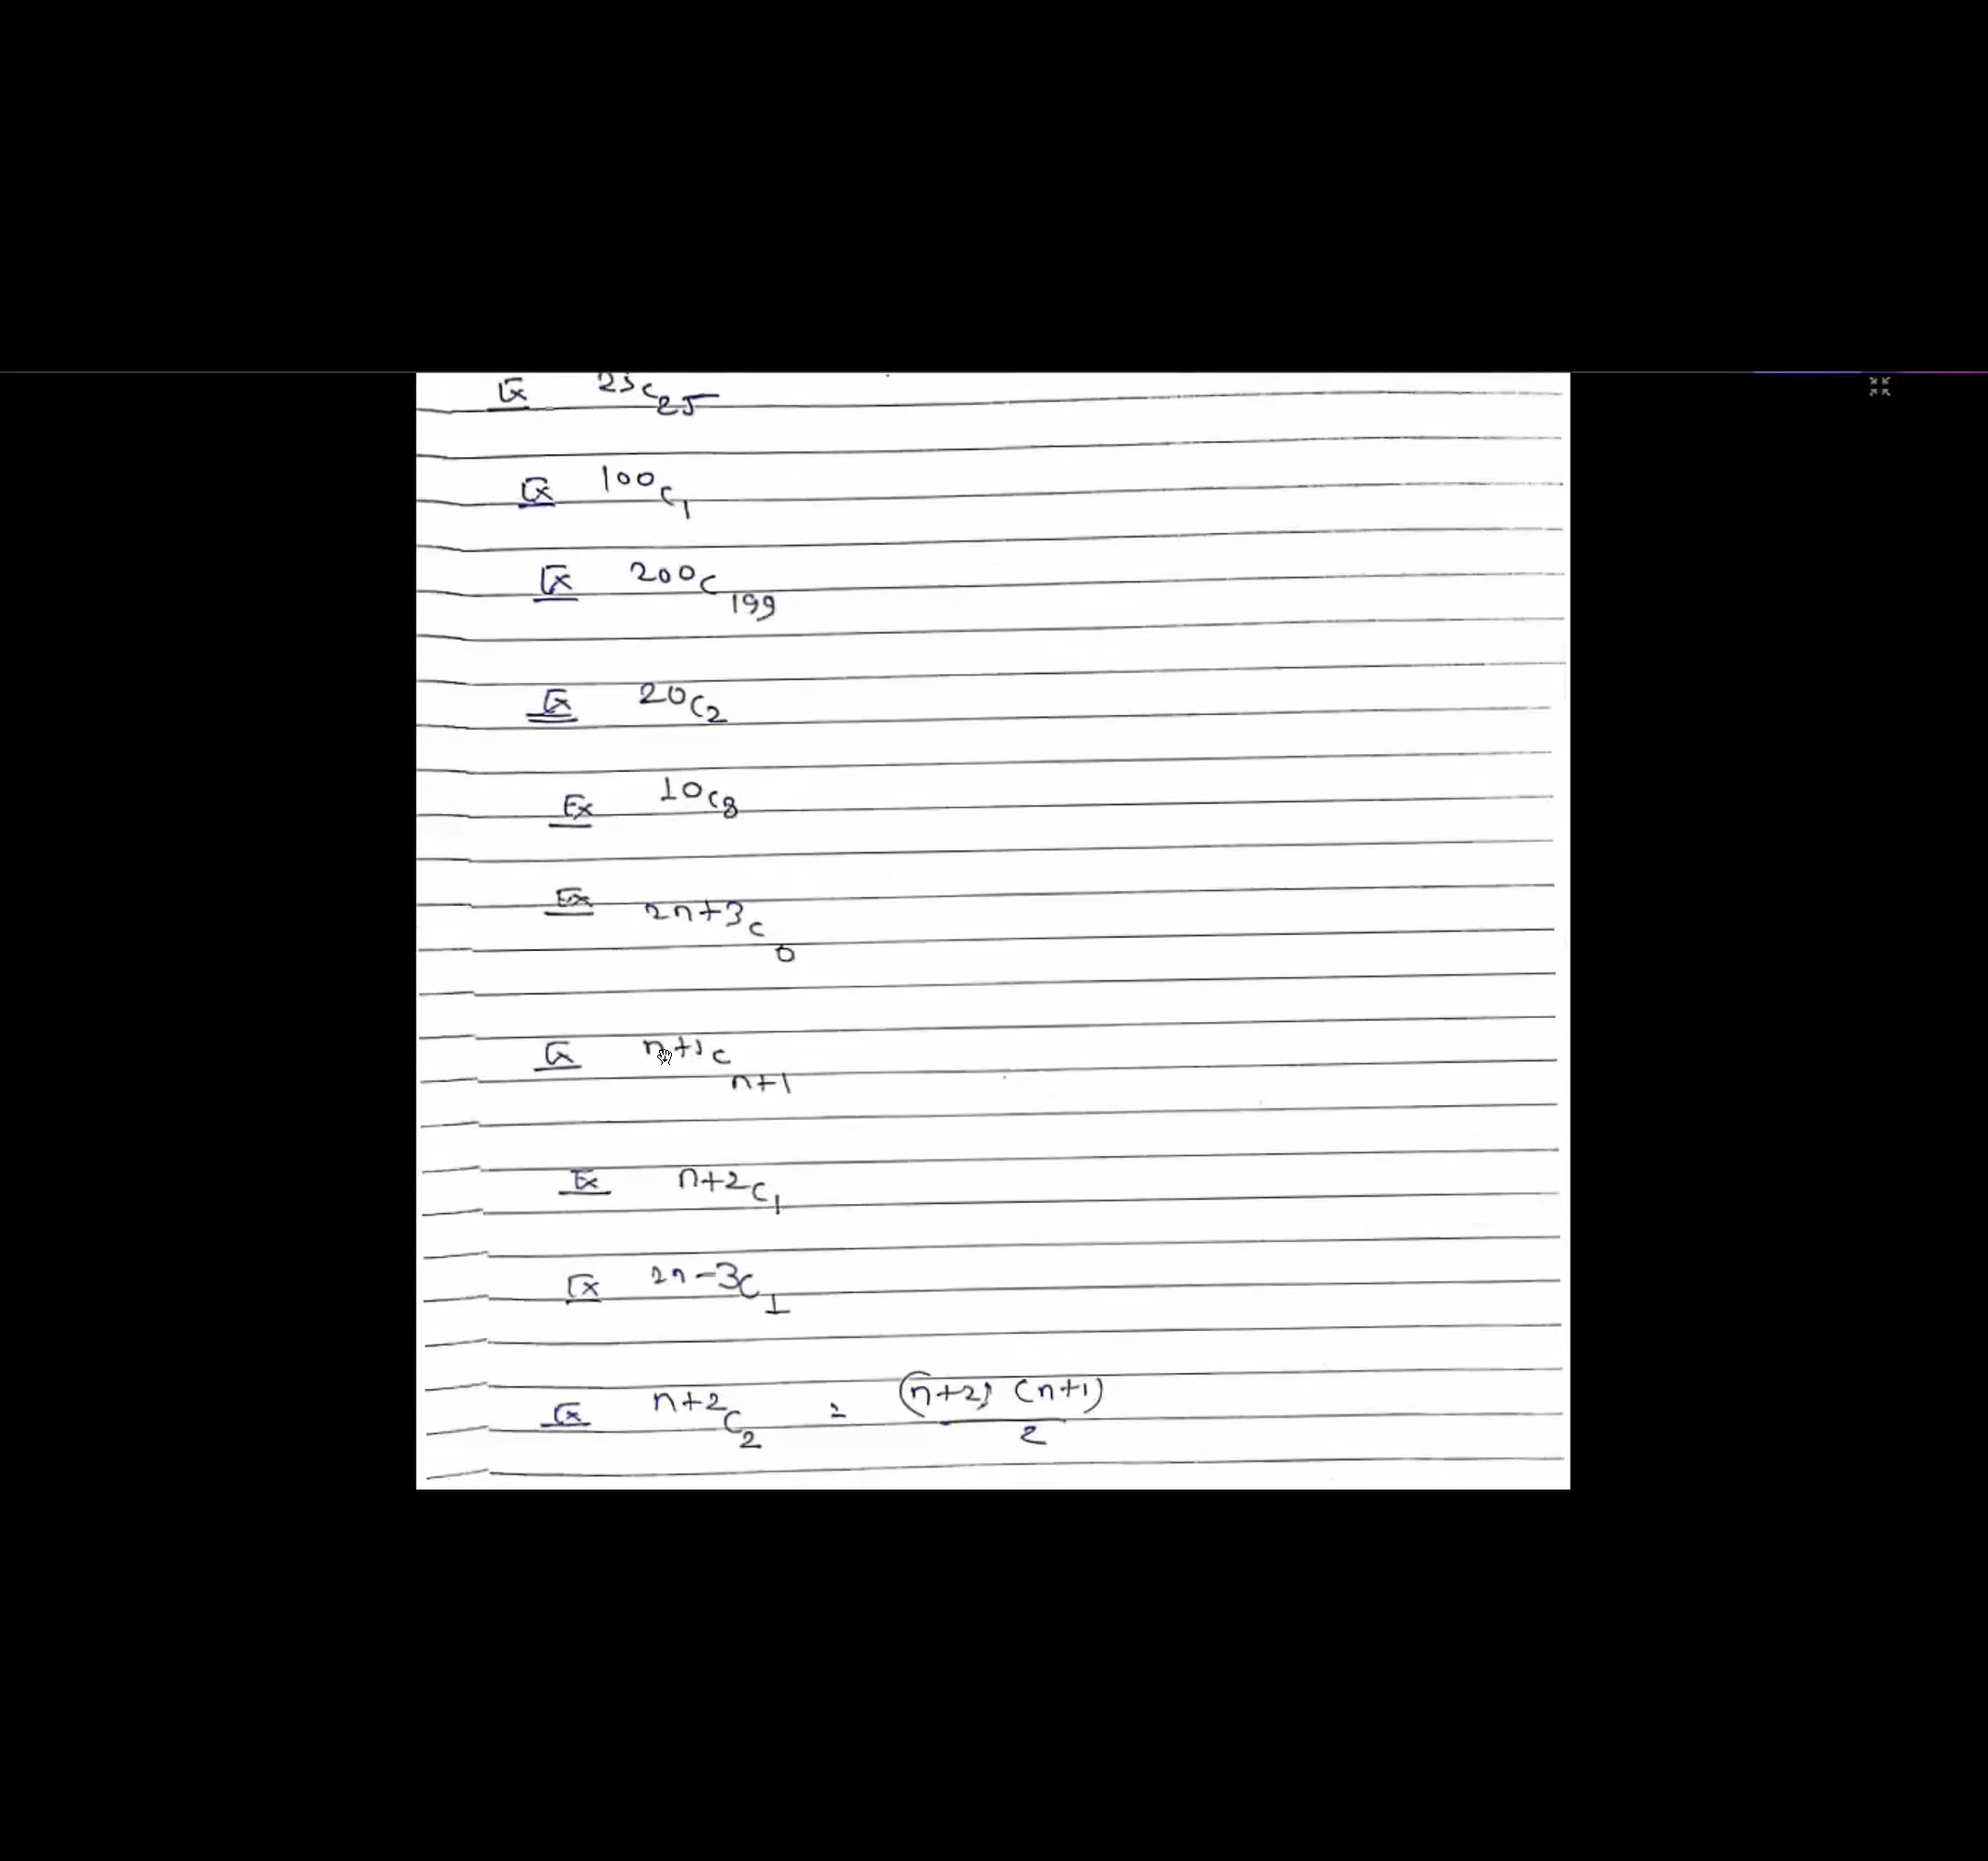 Ex 25C25
Ex 100C1
Ex 200C199
Ex 20C2
Ex 10C8
Ex 2n+3C0
Ex n+1Cn+1
Ex n+2C1
Ex 2n-3C1
Ex n+2C2 = (n+2) (n+1) / 2